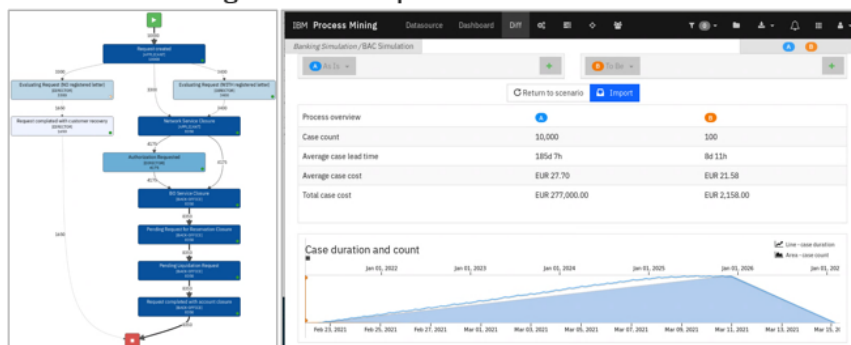 Request created
Evaluating Request (NO registered letter)
Evaluating Request (WITH registered letter)
Request completed with customer recovery
Network Service Closure
Authorization Requested
BO Service Closure
Pending Request for Reservation Closure
Pending Liquidation Request
Request completed with account closure
IBM Process Mining
Datasource
Dashboard
Diff
Banking Simulation / BAC Simulation
A
B
A As Is
B To Be
Return to scenario
Import
Process overview
A
B
Case count
10,000
100
Average case lead time
185d 7h
8d 11h
Average case cost
EUR 27.70
EUR 21.58
Total case cost
EUR 277,000.00
EUR 2,158.00
Case duration and count
Line - case duration
Area - case count
Jan 01, 2022
Jan 01, 2023
Jan 01, 2024
Jan 01, 2025
Jan 01, 2026
Jan 01, 202
Feb 23, 2021
Feb 25, 2021
Feb 27, 2021
Mar 01, 2021
Mar 03, 2021
Mar 05, 2021
Mar 07, 2021
Mar 09, 2021
Mar 11, 2021
Mar 13, 2021
Mar 15, 2